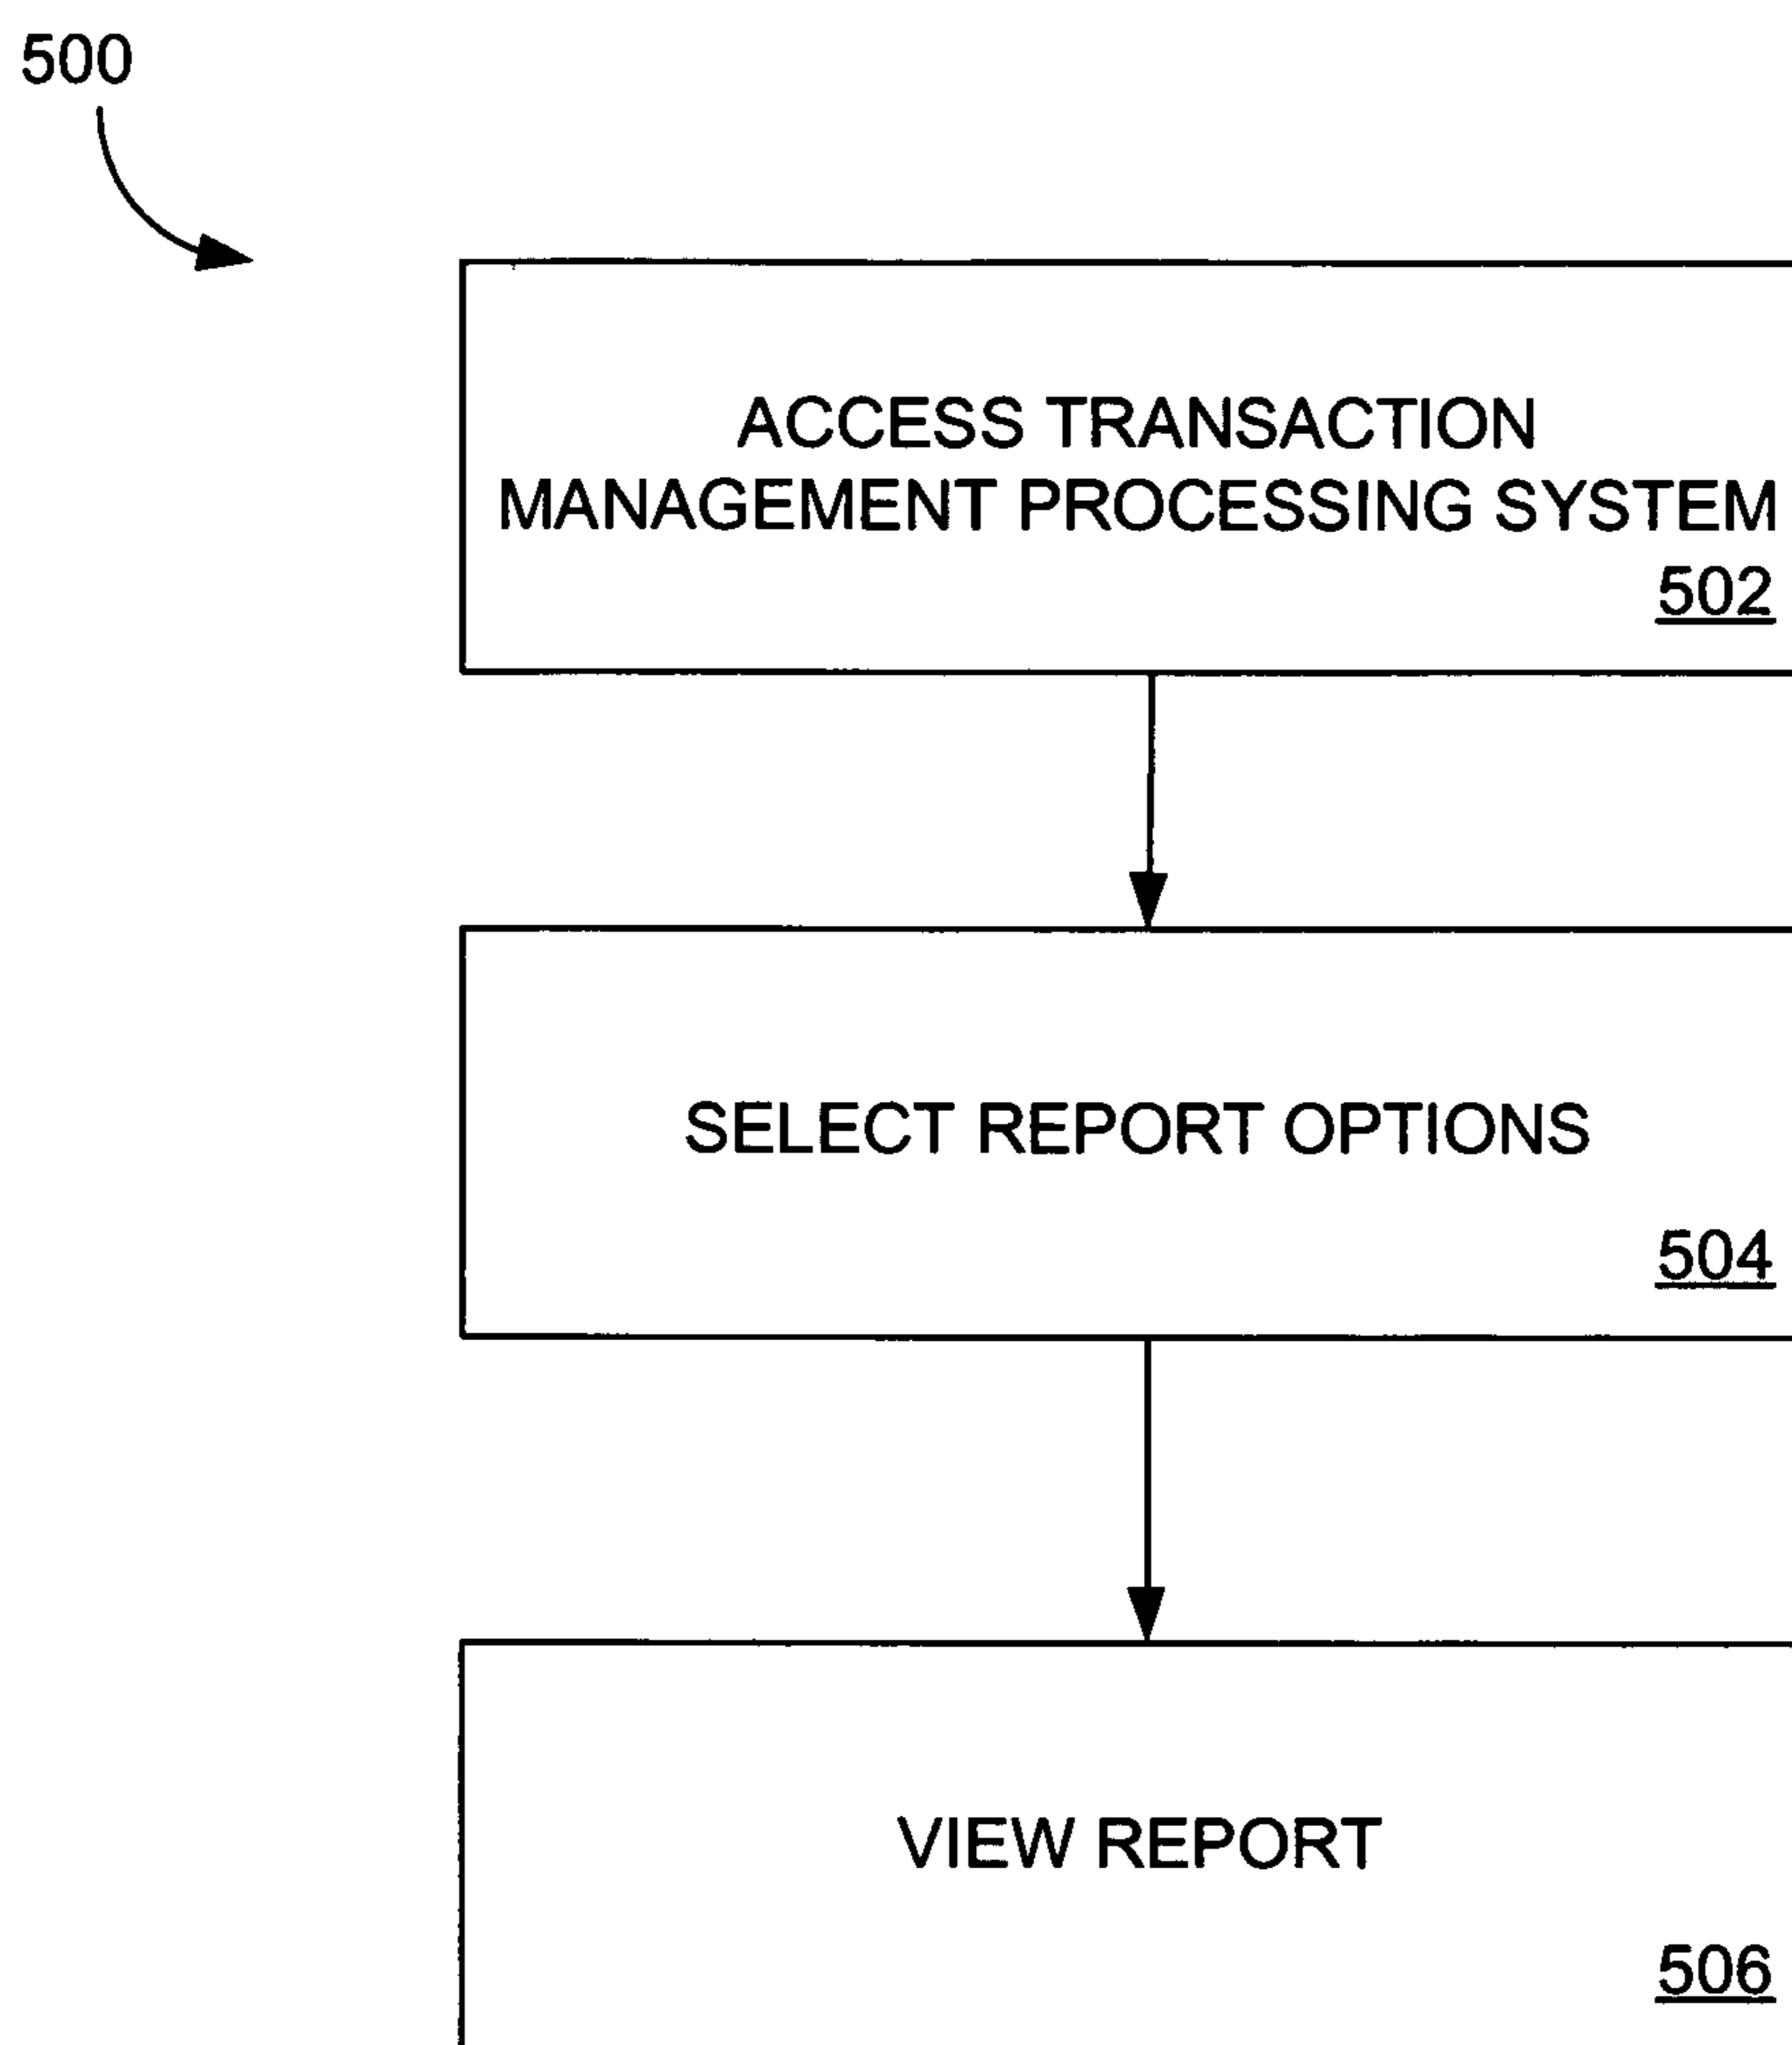 500
ACCESS TRANSACTION
MANAGEMENT PROCESSING SYSTEM
502
SELECT REPORT OPTIONS
504
VIEW REPORT
506